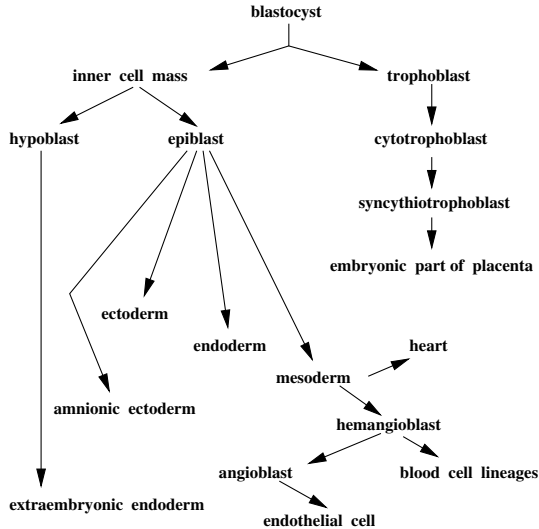 blastocyst
inner cell mass
trophoblast
hypoblast
epiblast
cytotrophoblast
syncythiotrophoblast
embryonic part of placenta
ectoderm
endoderm
heart
mesoderm
amnionic ectoderm
hemangioblast
angioblast
blood cell lineages
extraembryonic endoderm
endothelial cell